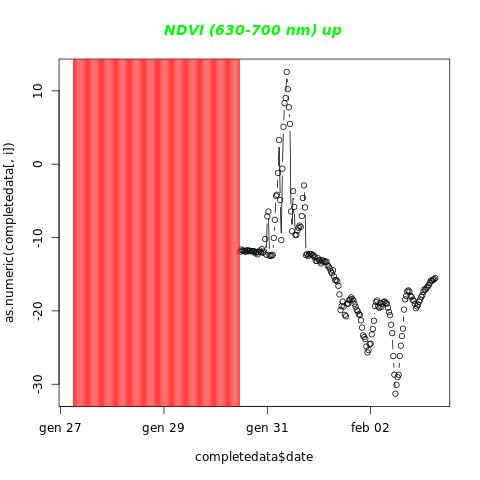 NDVI (630-700 nm) up
as.numeric(completedata[, i])
10
0
-10
-20
-30
gen 27
gen 29
gen 31
feb 02
completedata$date